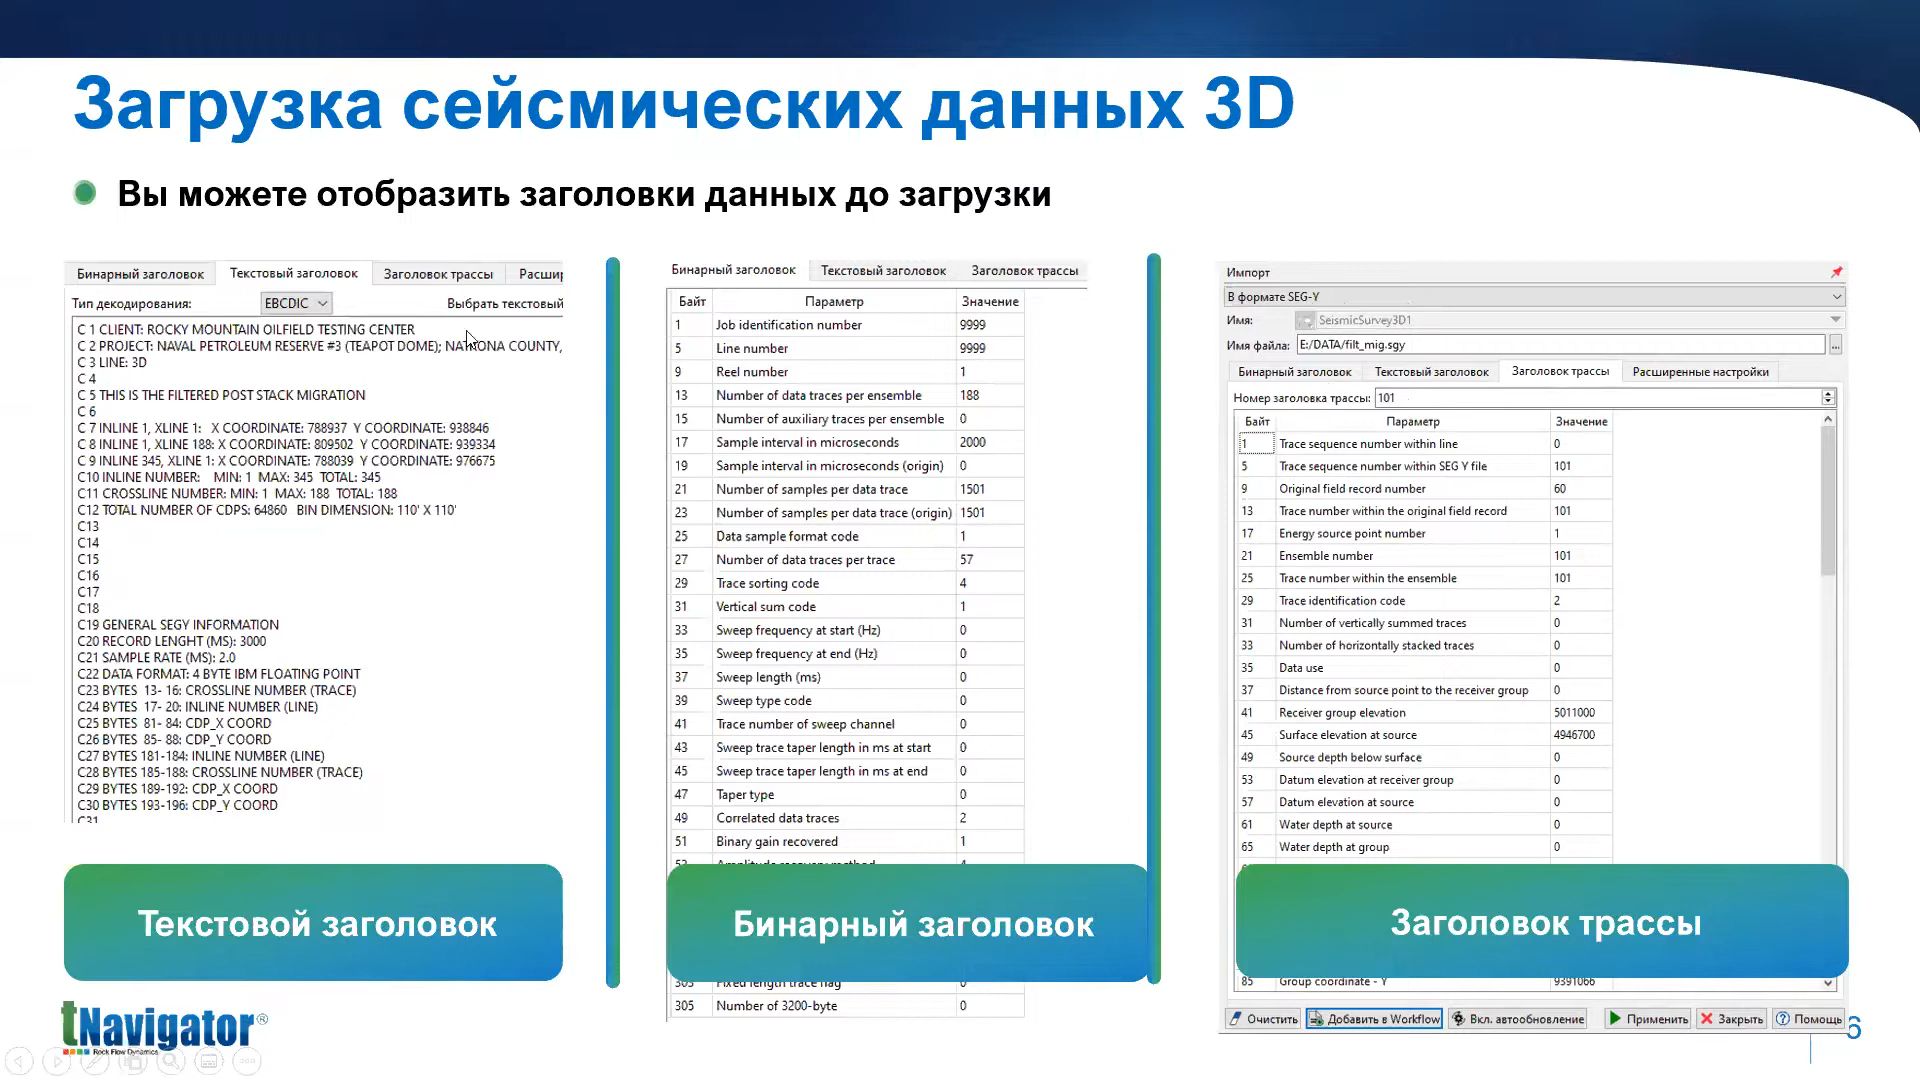 Загрузка сейсмических данных 3D
Вы можете отобразить заголовки данных до загрузки
Бинарный заголовок Текстовый заголовок Заголовок трассы
Тип декодирования: EBCDIC Выбрать текстовый
C 1 CLIENT: ROCKY MOUNTAIN OILFIELD TESTING CENTER
C 2 PROJECT: NAVAL PETROLEUM RESERVE #3 (TEAPOT DOME); NATRONA COUNTY,
C 3 LINE: 3D
C 4
C 5 THIS IS THE FILTERED POST STACK MIGRATION
C 6
C 7 INLINE 1, XLINE 1: X COORDINATE: 788937 Y COORDINATE: 938846
C 8 INLINE 1, XLINE 188: X COORDINATE: 809502 Y COORDINATE: 939334
C 9 INLINE 345, XLINE 1: X COORDINATE: 788039 Y COORDINATE: 976675
C10 INLINE NUMBER: MIN: 1 MAX: 345 TOTAL: 345
C11 CROSSLINE NUMBER: MIN: 1 MAX: 188 TOTAL: 188
C12 TOTAL NUMBER OF CDPS: 64860 BIN DIMENSION: 110' X 110'
C13
C14
C15
C16
C17
C18
C19 GENERAL SEGY INFORMATION
C20 RECORD LENGHT (MS): 3000
C21 SAMPLE RATE (MS): 2.0
C22 DATA FORMAT: 4 BYTE IBM FLOATING POINT
C23 BYTES 13- 16: CROSSLINE NUMBER (TRACE)
C24 BYTES 17- 20: INLINE NUMBER (LINE)
C25 BYTES 81- 84: CDP_X COORD
C26 BYTES 85- 88: CDP_Y COORD
C27 BYTES 181-184: INLINE NUMBER (LINE)
C28 BYTES 185-188: CROSSLINE NUMBER (TRACE)
C29 BYTES 189-192: CDP_X COORD
C30 BYTES 193-196: CDP_Y COORD
C31
Текстовой заголовок
Бинарный заголовок Текстовый заголовок Заголовок трассы
Байт Параметр Значение
1 Job identification number 9999
5 Line number 9999
9 Reel number 1
13 Number of data traces per ensemble 188
15 Number of auxiliary traces per ensemble 0
17 Sample interval in microseconds 2000
19 Sample interval in microseconds (origin) 0
21 Number of samples per data trace 1501
23 Number of samples per data trace (origin) 1501
25 Data sample format code 1
27 Number of data traces per trace 57
29 Trace sorting code 4
31 Vertical sum code 1
33 Sweep frequency at start (Hz) 0
35 Sweep frequency at end (Hz) 0
37 Sweep length (ms) 0
39 Sweep type code 0
41 Trace number of sweep channel 0
43 Sweep trace taper length in ms at start 0
45 Sweep trace taper length in ms at end 0
47 Taper type 0
49 Correlated data traces 2
51 Binary gain recovered 1
Бинарный заголовок
303 Fixed length trace flag 0
305 Number of 3200-byte 0
Импорт
В формате SEG-Y
Имя: SeismicSurvey3D1
Имя файла: E:/DATA/filt_mig.sgy ...
Бинарный заголовок Текстовый заголовок Заголовок трассы Расширенные настройки
Номер заголовка трассы: 101
Байт Параметр Значение
1 Trace sequence number within line 0
5 Trace sequence number within SEG Y file 101
9 Original field record number 60
13 Trace number within the original field record 101
17 Energy source point number 1
21 Ensemble number 101
25 Trace number within the ensemble 101
29 Trace identification code 2
31 Number of vertically summed traces 0
33 Number of horizontally stacked traces 0
35 Data use 0
37 Distance from source point to the receiver group 0
41 Receiver group elevation 5011000
45 Surface elevation at source 4946700
49 Source depth below surface 0
53 Datum elevation at receiver group 0
57 Datum elevation at source 0
61 Water depth at source 0
65 Water depth at group 0
Заголовок трассы
85 Group coordinate - Y 9391066
Очистить Добавить в Workflow Вкл. автообновление Применить Закрыть Помощь
tNavigator®
Rock Flow Dynamics
6